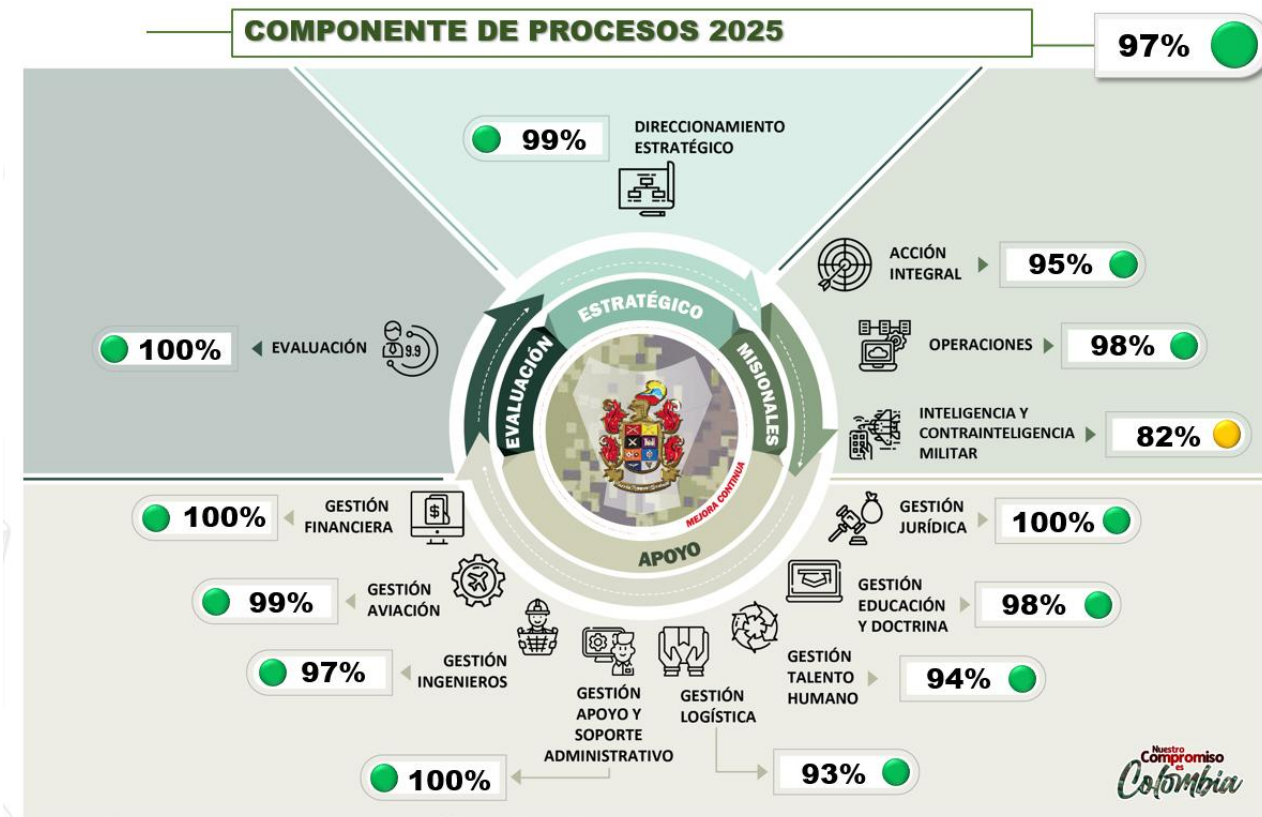 COMPONENTE DE PROCESOS 2025
97%
99%
DIRECCIONAMIENTO
ESTRATÉGICO
ACCIÓN
INTEGRAL
95%
OPERACIONES
98%
INTELIGENCIA Y
CONTRAINTELIGENCIA
MILITAR
82%
100%
EVALUACIÓN
9.9
ESTRATÉGICO
EVALUACIÓN
MISIONALES
APOYO
MEJORA CONTINUA
100%
GESTIÓN
FINANCIERA
$
99%
GESTIÓN
AVIACIÓN
97%
GESTIÓN
INGENIEROS
GESTIÓN
APOYO Y
SOPORTE
ADMINISTRATIVO
100%
GESTIÓN
LOGÍSTICA
93%
GESTIÓN
TALENTO
HUMANO
94%
GESTIÓN
EDUCACIÓN
Y DOCTRINA
98%
GESTIÓN
JURÍDICA
100%
Nuestro
Compromiso
es
Colombia